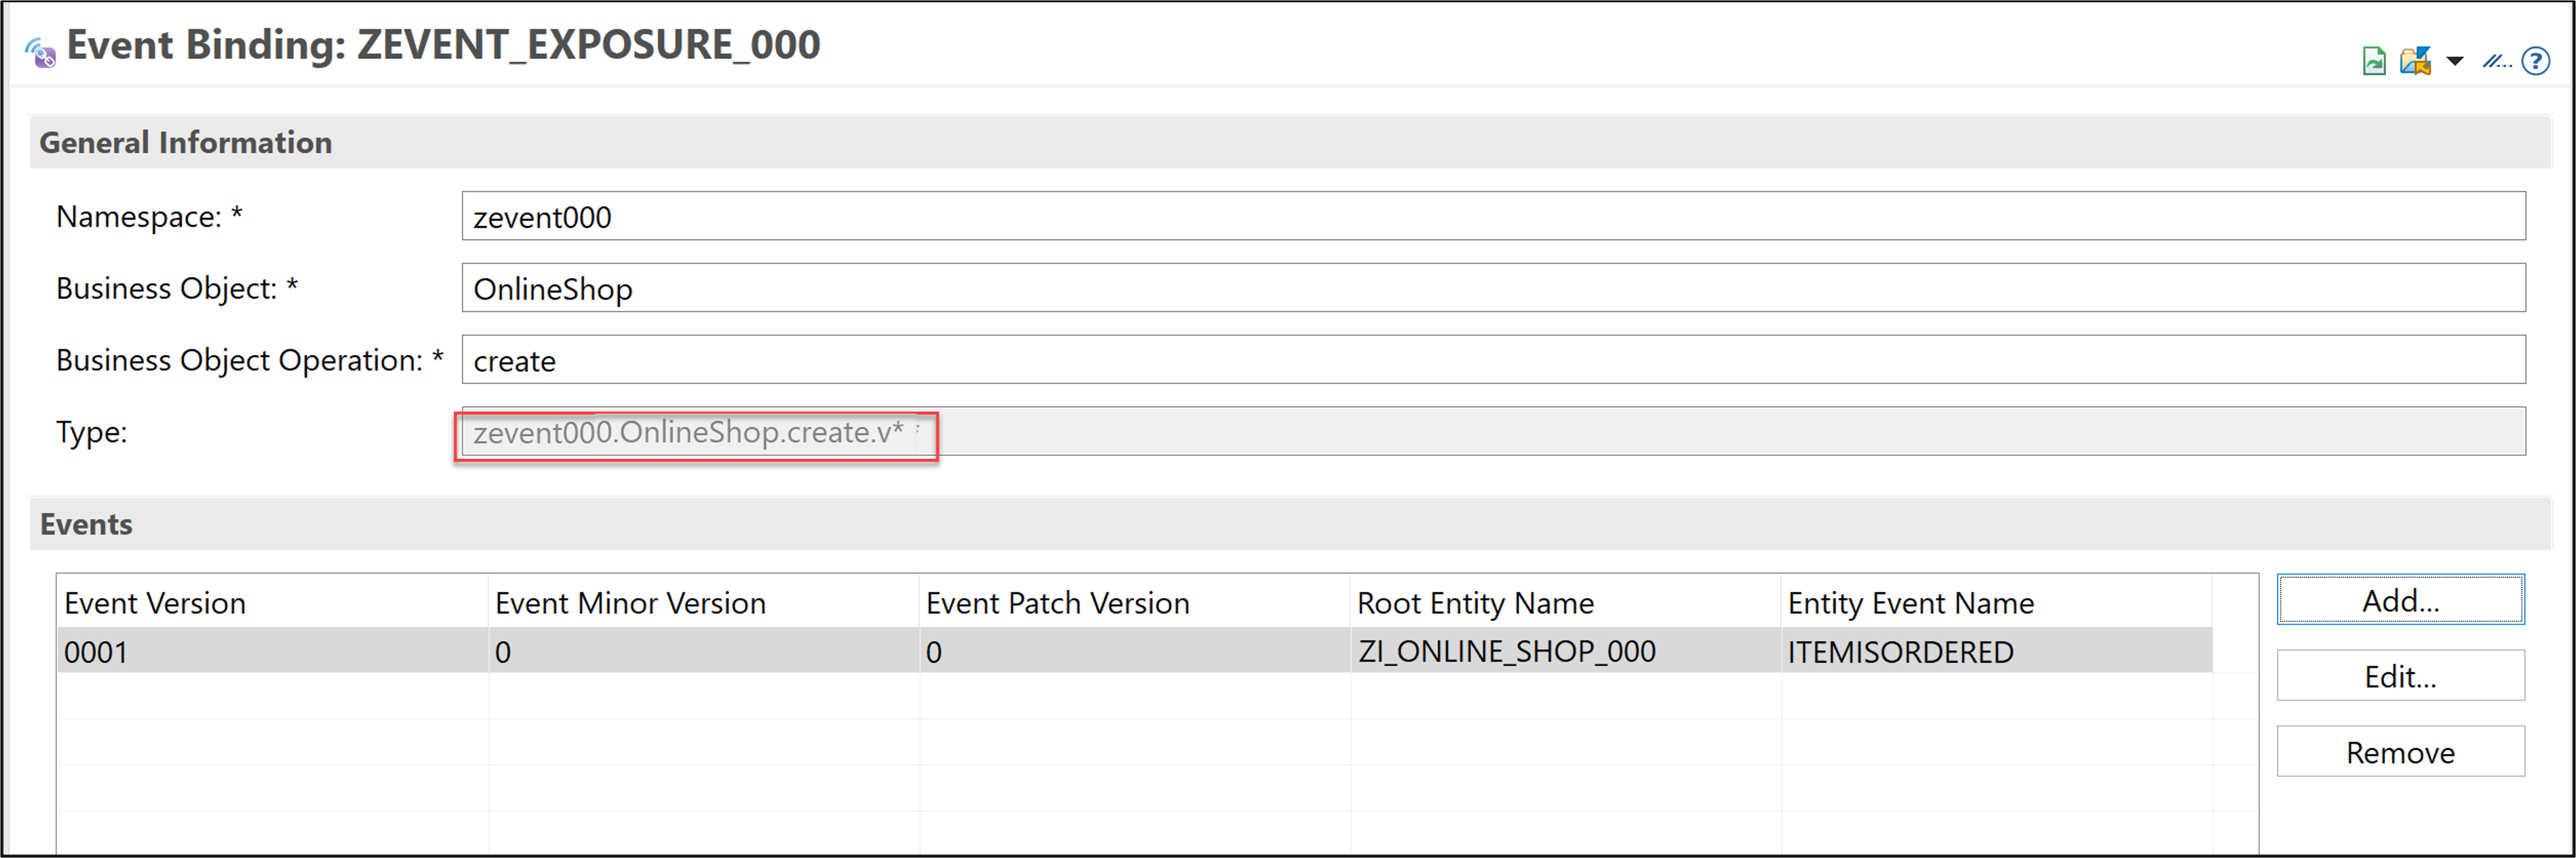 Event Binding: ZEVENT_EXPOSURE_000
General Information
Namespace: * zevent000
Business Object: * OnlineShop
Business Object Operation: * create
Type: zevent000.OnlineShop.create.v*
Events
Event Version Event Minor Version Event Patch Version Root Entity Name Entity Event Name Add...
0001 0 0 ZI_ONLINE_SHOP_000 ITEMISORDERED
Edit...
Remove